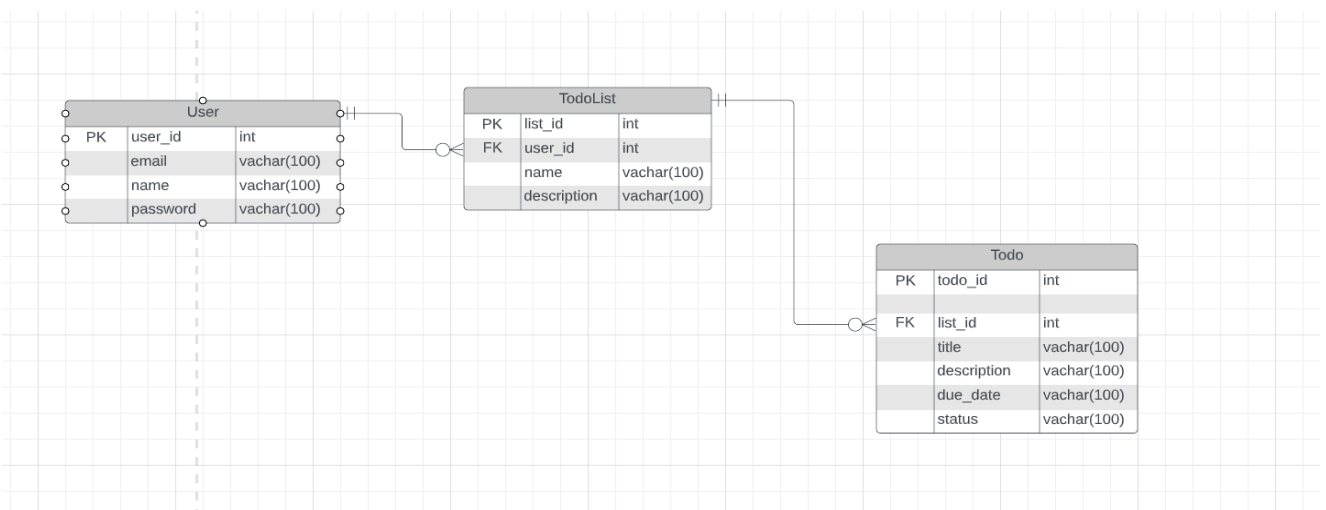 User
PK user_id int
email vachar(100)
name vachar(100)
password vachar(100)
TodoList
PK list_id int
FK user_id int
name vachar(100)
description vachar(100)
Todo
PK todo_id int
FK list_id int
title vachar(100)
description vachar(100)
due_date vachar(100)
status vachar(100)